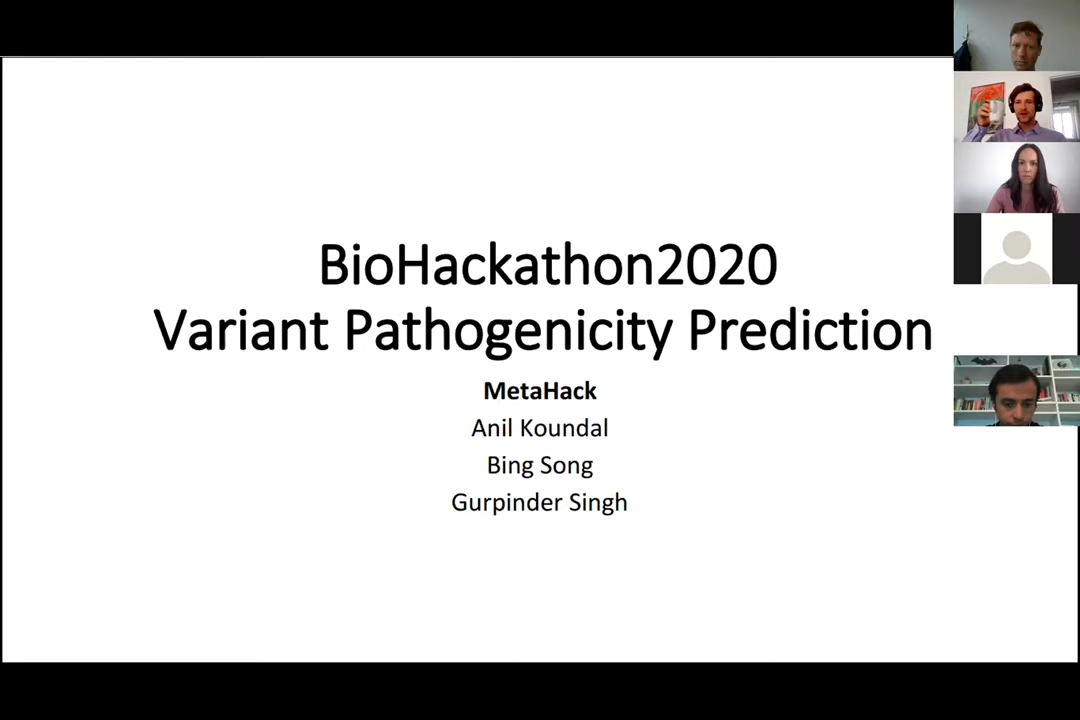 BioHackathon2020
Variant Pathogenicity Prediction
MetaHack
Anil Koundal
Bing Song
Gurpinder Singh